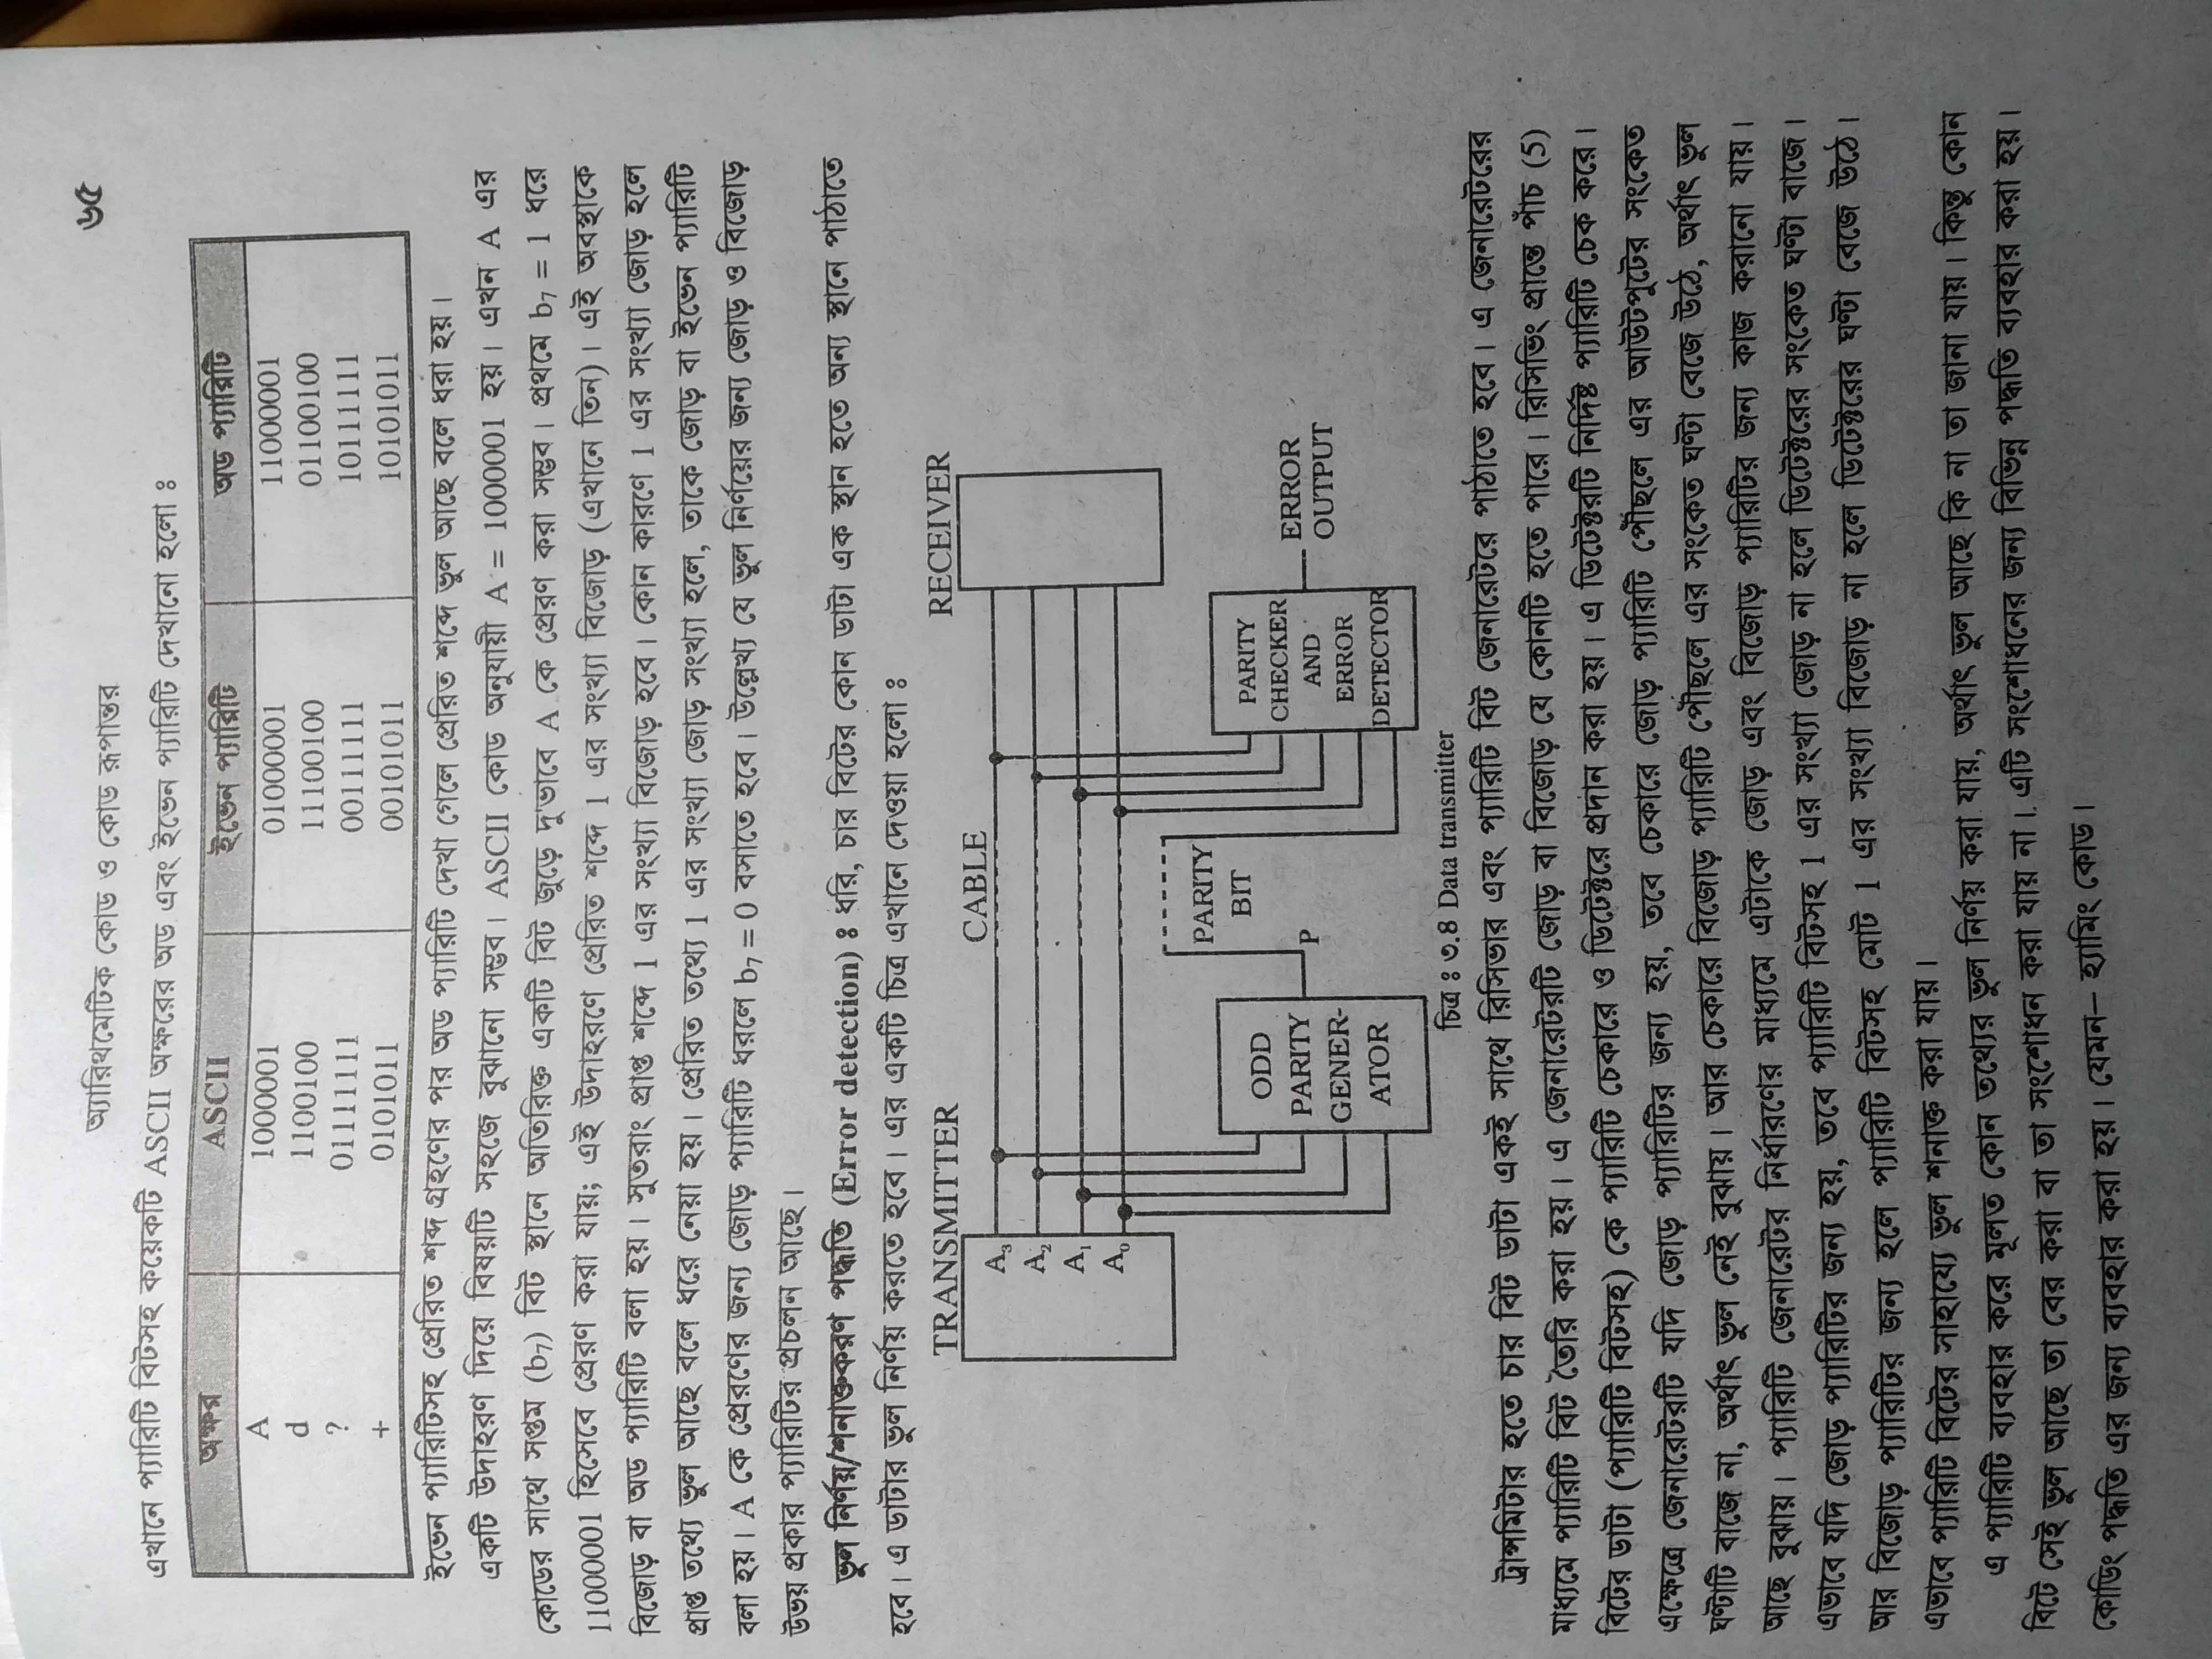 অ্যারিথমেটিক কোড ও কোড রূপান্তর
৬৫
এখানে প্যারিটি বিটসহ কয়েকটি ASCII অক্ষরের অড এবং ইভেন প্যারিটি দেখানো হলো ঃ
অক্ষর ASCII ইভেন প্যারিটি অড প্যারিটি
A 1000001 01000001 11000001
d 1100100 11100100 01100100
? 01111111 00111111 10111111
+ 0101011 00101011 10101011
ইভেন প্যারিটিসহ প্রেরিত শব্দ গ্রহণের পর অড প্যারিটি দেখা গেলে প্রেরিত শব্দে ভুল আছে বলে ধরা হয়।
একটি উদাহরণ দিয়ে বিষয়টি সহজে বুঝানো সম্ভব। ASCII কোড অনুযায়ী A = 1000001 হয়। এখন A এর
কোডের সাথে সপ্তম (b₇) বিট স্থানে অতিরিক্ত একটি বিট জুড়ে দু'ভাবে A কে প্রেরণ করা সম্ভব। প্রথমে b₇ = 1 ধরে
11000001 হিসেবে প্রেরণ করা যায়; এই উদাহরণে প্রেরিত শব্দে 1 এর সংখ্যা বিজোড় (এখানে তিন)। এই অবস্থাকে
বিজোড় বা অড প্যারিটি বলা হয়। সুতরাং প্রাপ্ত শব্দে 1 এর সংখ্যা বিজোড় হবে। কোন কারণে 1 এর সংখ্যা জোড় হলে
প্রাপ্ত তথ্যে ভুল আছে বলে ধরে নেয়া হয়। প্রেরিত তথ্যে 1 এর সংখ্যা জোড় সংখ্যা হলে, তাকে জোড় বা ইভেন প্যারিটি
বলা হয়। A কে প্রেরণের জন্য জোড় প্যারিটি ধরলে b₇ = 0 বসাতে হবে। উল্লেখ্য যে ভুল নির্ণয়ের জন্য জোড় ও বিজোড়
উভয় প্রকার প্যারিটির প্রচলন আছে।
ভুল নির্ণয়/শনাক্তকরণ পদ্ধতি (Error detection) ঃ ধরি, চার বিটের কোন ডাটা এক স্থান হতে অন্য স্থানে পাঠাতে
হবে। এ ডাটার ভুল নির্ণয় করতে হবে। এর একটি চিত্র এখানে দেওয়া হলো ঃ
TRANSMITTER
CABLE
RECEIVER
A₃
A₂
A₁
A₀
ODD
PARITY
GENER-
ATOR
P
PARITY
BIT
PARITY
CHECKER
AND
ERROR
DETECTOR
ERROR
OUTPUT
চিত্র ঃ ৩.৪ Data transmitter
ট্রান্সমিটার হতে চার বিট ডাটা একই সাথে রিসিভার এবং প্যারিটি বিট জেনারেটরে পাঠাতে হবে। এ জেনারেটরের
মাধ্যমে প্যারিটি বিট তৈরি করা হয়। এ জেনারেটরটি জোড় বা বিজোড় যে কোনটি হতে পারে। রিসিভিং প্রান্তে পাঁচ (5)
বিটের ডাটা (প্যারিটি বিটসহ) কে প্যারিটি চেকারে ও ডিটেক্টরে প্রদান করা হয়। এ ডিটেক্টরটি নির্দিষ্ট প্যারিটি চেক করে।
এক্ষেত্রে জেনারেটরটি যদি জোড় প্যারিটির জন্য হয়, তবে চেকারে জোড় প্যারিটি পৌঁছলে এর আউটপুটের সংকেত
ঘণ্টাটি বাজে না, অর্থাৎ ভুল নেই বুঝায়। আর চেকারে বিজোড় প্যারিটি পৌঁছলে এর সংকেত ঘণ্টা বেজে উঠে, অর্থাৎ ভুল
আছে বুঝায়। প্যারিটি জেনারেটর নির্ধারণের মাধ্যমে এটাকে জোড় এবং বিজোড় প্যারিটির জন্য কাজ করানো যায়।
এভাবে যদি জোড় প্যারিটির জন্য হয়, তবে প্যারিটি বিটসহ 1 এর সংখ্যা জোড় না হলে ডিটেক্টরের সংকেত ঘণ্টা বাজে।
আর বিজোড় প্যারিটির জন্য হলে প্যারিটি বিটসহ মোট 1 এর সংখ্যা বিজোড় না হলে ডিটেক্টরের ঘণ্টা বেজে উঠে।
এভাবে প্যারিটি বিটের সাহায্যে ভুল শনাক্ত করা যায়।
এ প্যারিটি ব্যবহার করে মূলত কোন তথ্যের ভুল নির্ণয় করা যায়, অর্থাৎ ভুল আছে কি না তা জানা যায়। কিন্তু কোন
বিটে সেই ভুল আছে তা বের করা বা তা সংশোধন করা যায় না। এটি সংশোধনের জন্য বিভিন্ন পদ্ধতি ব্যবহার করা হয়।
কোডিং পদ্ধতি এর জন্য ব্যবহার করা হয়। যেমন– হ্যামিং কোড।